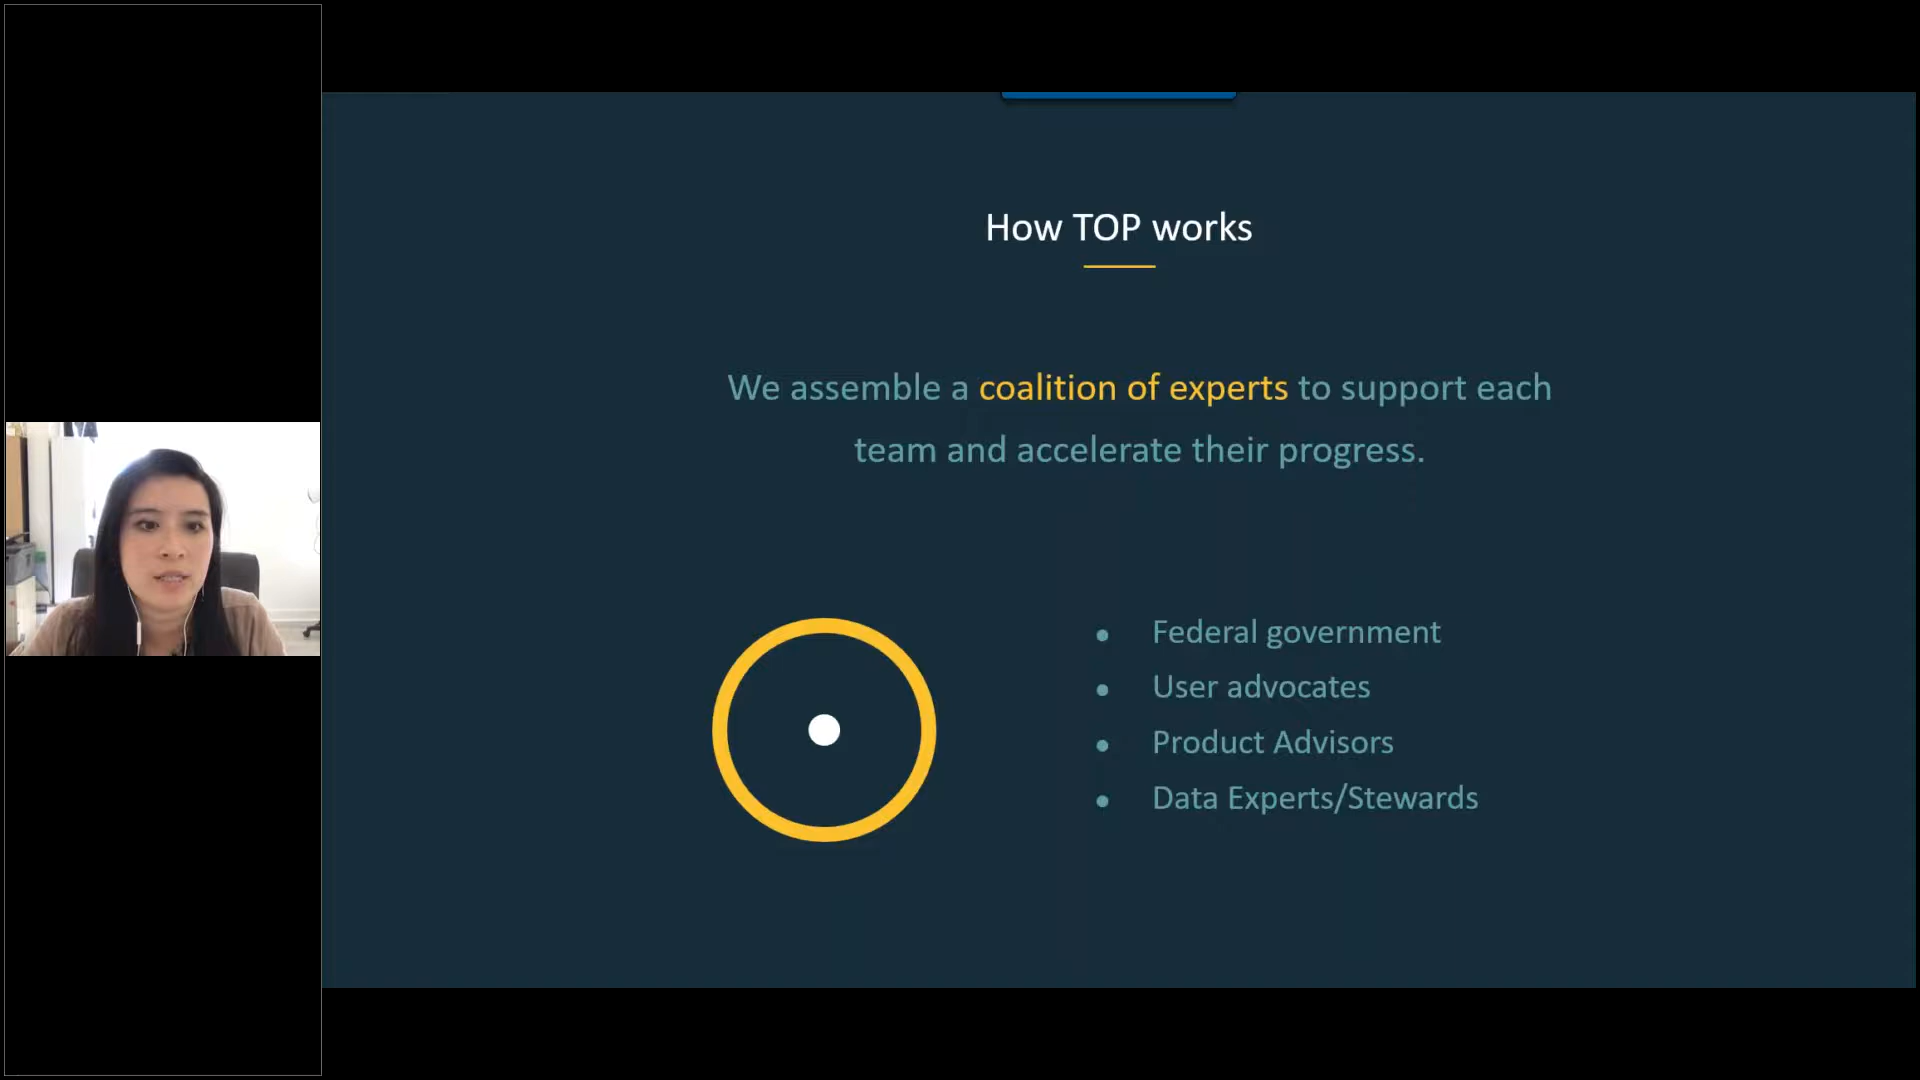 How TOP works
We assemble a coalition of experts to support each
team and accelerate their progress.
• Federal government
• User advocates
• Product Advisors
• Data Experts/Stewards